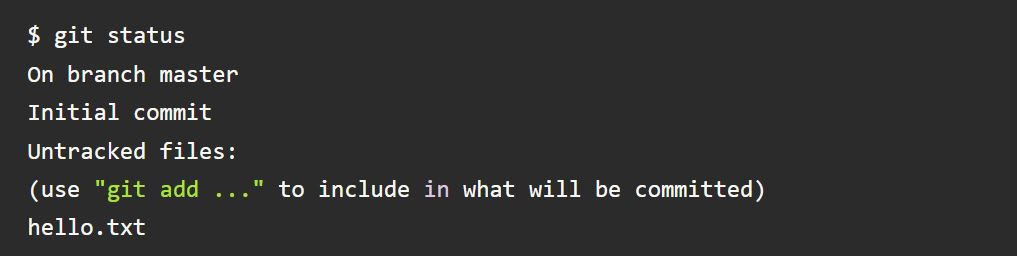 $ git status
On branch master
Initial commit
Untracked files:
(use "git add ..." to include in what will be committed)
hello.txt